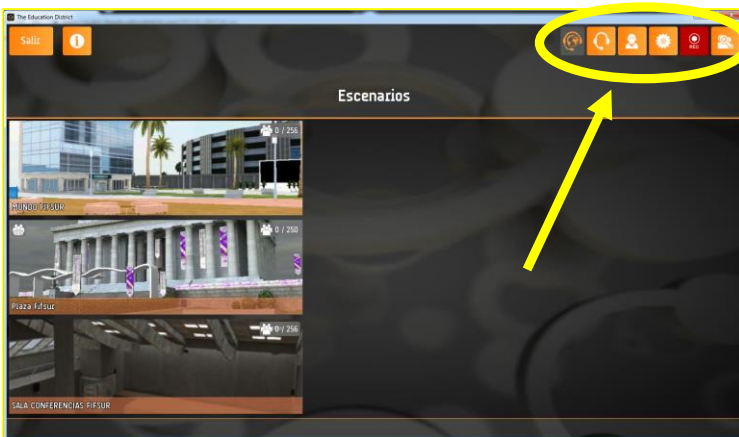 The Education District
Salir
i
REC
Escenarios
0 / 256
MUNDO FIFSUR
0 / 250
Plaza Fifsur
0 / 256
SALA CONFERENCIAS FIFSUR